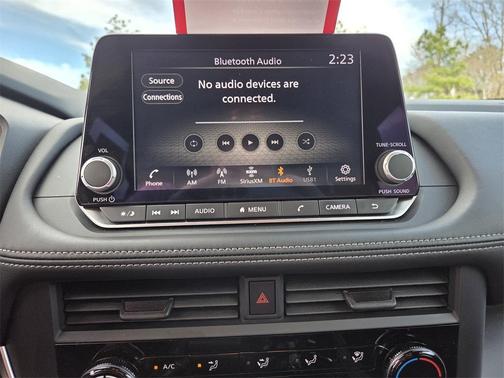 Bluetooth Audio 2:23
Source
No audio devices are
connected.
Connections
VOL
TUNE-SCROLL
Phone AM FM SiriusXM BT Audio USB1 Settings
PUSH PUSH SOUND
AUDIO MENU CAMERA
A/C